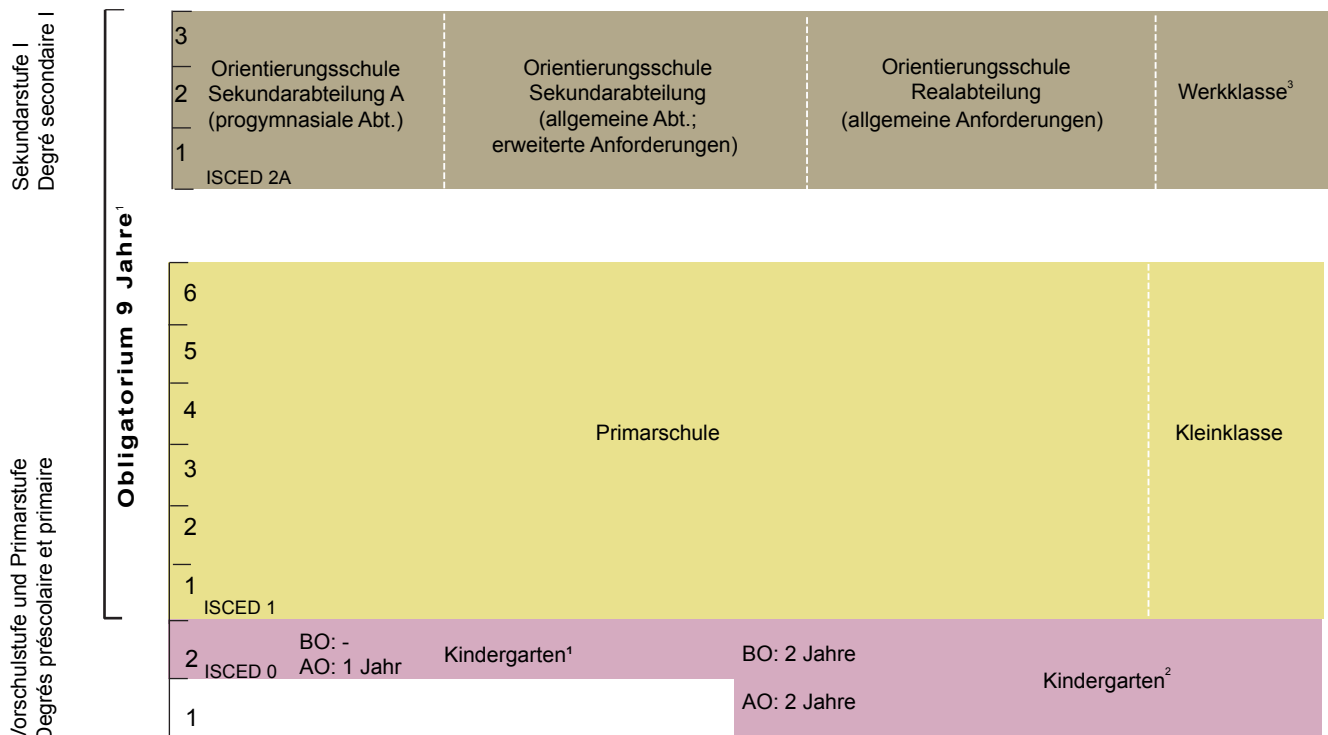 Sekundarstufe I
Degré secondaire I
Obligatorium 9 Jahre¹
3
2
1
Orientierungsschule
Sekundarabteilung A
(progymnasiale Abt.)
ISCED 2A
Orientierungsschule
Sekundarabteilung
(allgemeine Abt.;
erweiterte Anforderungen)
Orientierungsschule
Realabteilung
(allgemeine Anforderungen)
Werkklasse³
Vorschulstufe und Primarstufe
Degrés préscolaire et primaire
6
5
4
3
2
1
ISCED 1
Primarschule
Kleinklasse
2
ISCED 0
BO: -
AO: 1 Jahr
Kindergarten¹
BO: 2 Jahre
AO: 2 Jahre
Kindergarten²
1